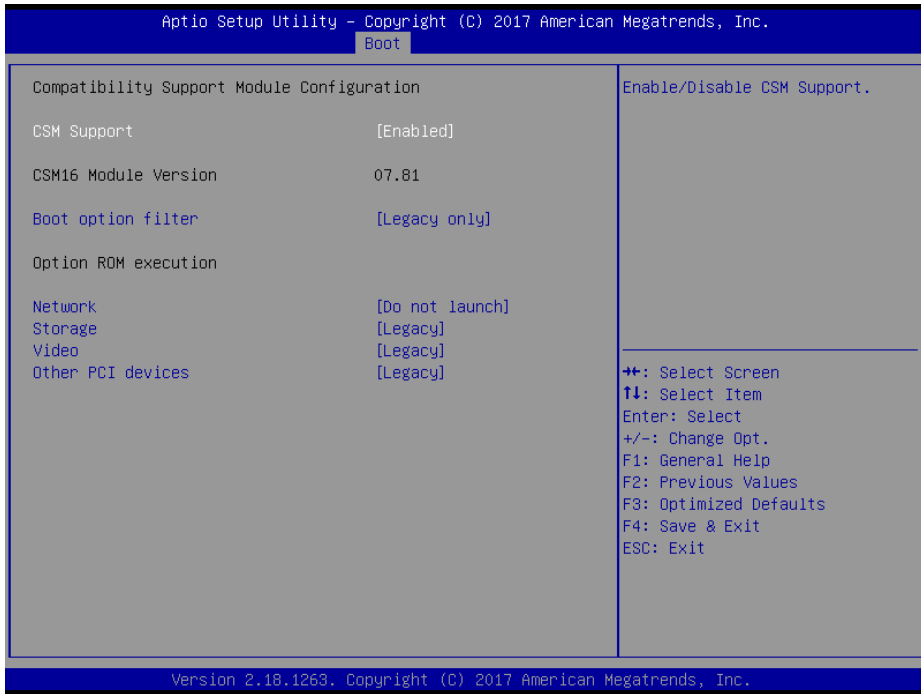 Aptio Setup Utility – Copyright (C) 2017 American Megatrends, Inc.
Boot
Compatibility Support Module Configuration
CSM Support [Enabled]
CSM16 Module Version 07.81
Boot option filter [Legacy only]
Option ROM execution
Network [Do not launch]
Storage [Legacy]
Video [Legacy]
Other PCI devices [Legacy]
Enable/Disable CSM Support.
→←: Select Screen
↑↓: Select Item
Enter: Select
+/-: Change Opt.
F1: General Help
F2: Previous Values
F3: Optimized Defaults
F4: Save & Exit
ESC: Exit
Version 2.18.1263. Copyright (C) 2017 American Megatrends, Inc.